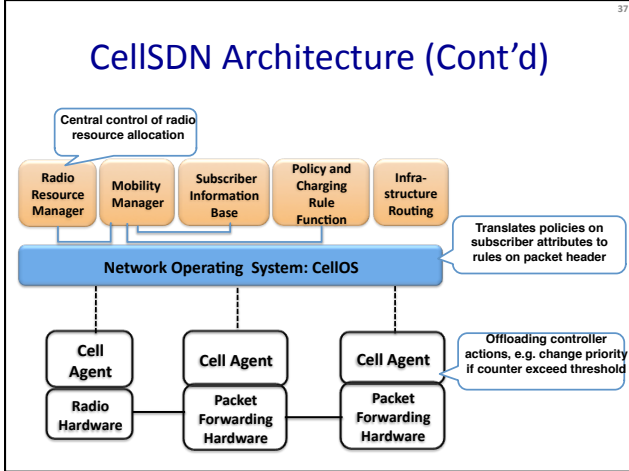 37
CellSDN Architecture (Cont'd)
Central control of radio
resource allocation
Radio
Resource
Manager
Mobility
Manager
Subscriber
Information
Base
Policy and
Charging
Rule
Function
Infra-
structure
Routing
Translates policies on
subscriber attributes to
rules on packet header
Network Operating System: CellOS
Cell
Agent
Cell Agent
Cell Agent
Offloading controller
actions, e.g. change priority
if counter exceed threshold
Radio
Hardware
Packet
Forwarding
Hardware
Packet
Forwarding
Hardware